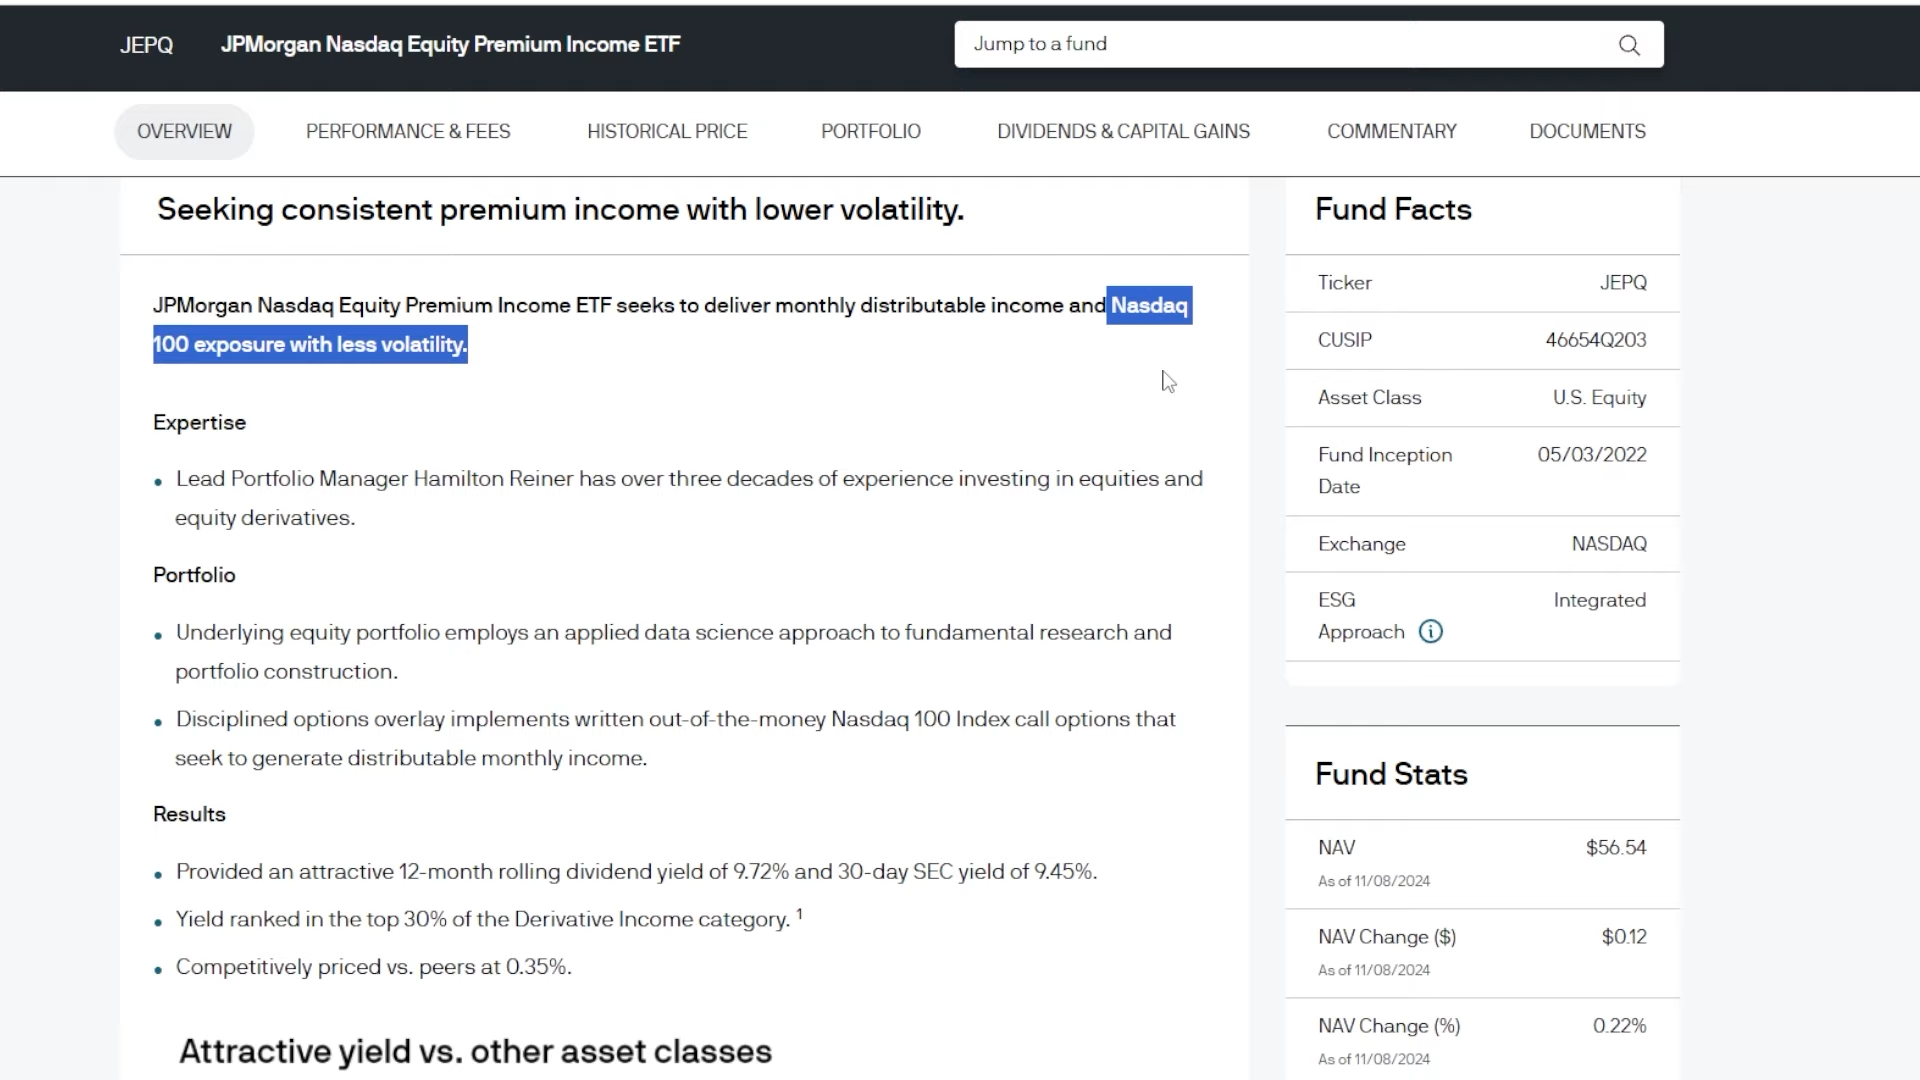 JEPQ JPMorgan Nasdaq Equity Premium Income ETF
Jump to a fund
OVERVIEW PERFORMANCE & FEES HISTORICAL PRICE PORTFOLIO DIVIDENDS & CAPITAL GAINS COMMENTARY DOCUMENTS
Seeking consistent premium income with lower volatility.
JPMorgan Nasdaq Equity Premium Income ETF seeks to deliver monthly distributable income and Nasdaq
100 exposure with less volatility.
Expertise
• Lead Portfolio Manager Hamilton Reiner has over three decades of experience investing in equities and
equity derivatives.
Portfolio
• Underlying equity portfolio employs an applied data science approach to fundamental research and
portfolio construction.
• Disciplined options overlay implements written out-of-the-money Nasdaq 100 Index call options that
seek to generate distributable monthly income.
Results
• Provided an attractive 12-month rolling dividend yield of 9.72% and 30-day SEC yield of 9.45%.
• Yield ranked in the top 30% of the Derivative Income category. 1
• Competitively priced vs. peers at 0.35%.
Attractive yield vs. other asset classes
Fund Facts
Ticker JEPQ
CUSIP 46654Q203
Asset Class U.S. Equity
Fund Inception 05/03/2022
Date
Exchange NASDAQ
ESG Integrated
Approach
Fund Stats
NAV $56.54
As of 11/08/2024
NAV Change ($) $0.12
As of 11/08/2024
NAV Change (%) 0.22%
As of 11/08/2024